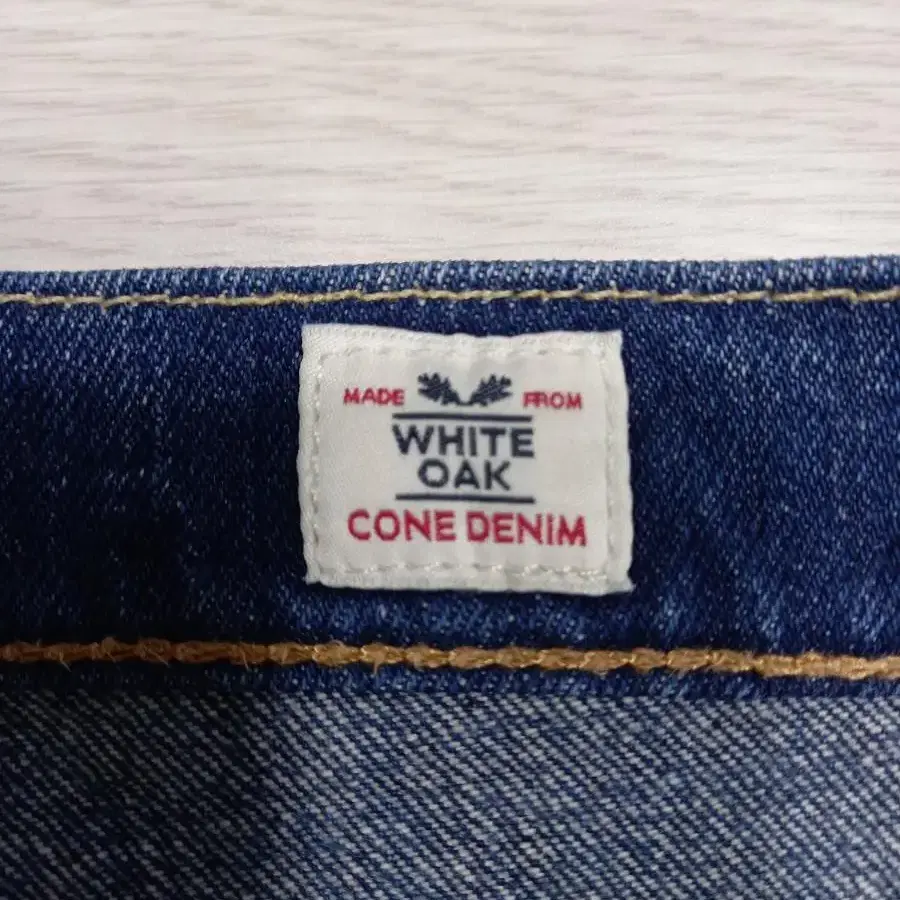 MADE FROM
WHITE
OAK
CONE DENIM